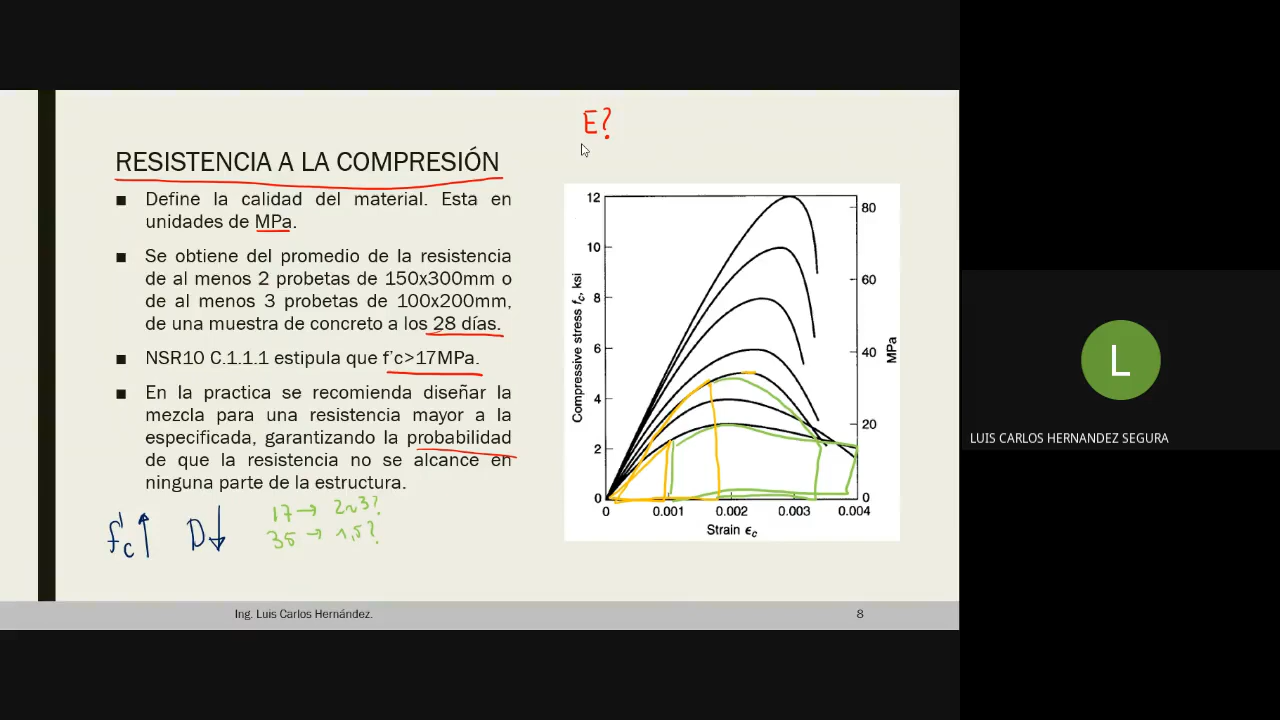 E?
RESISTENCIA A LA COMPRESIÓN
■ Define la calidad del material. Esta en
unidades de MPa.
■ Se obtiene del promedio de la resistencia
de al menos 2 probetas de 150x300mm o
de al menos 3 probetas de 100x200mm,
de una muestra de concreto a los 28 días.
■ NSR10 C.1.1.1 estipula que f´c>17MPa.
■ En la practica se recomienda diseñar la
mezcla para una resistencia mayor a la
especificada, garantizando la probabilidad
de que la resistencia no se alcance en
ninguna parte de la estructura.
f'c ↑ D ↓
17 → 2~3?
35 → 1,5?
Compressive stress fc, ksi
12
10
8
6
4
2
0
80
60
40
20
0
MPa
0 0.001 0.002 0.003 0.004
Strain ϵc
Ing. Luis Carlos Hernández.
8
L
LUIS CARLOS HERNANDEZ SEGURA